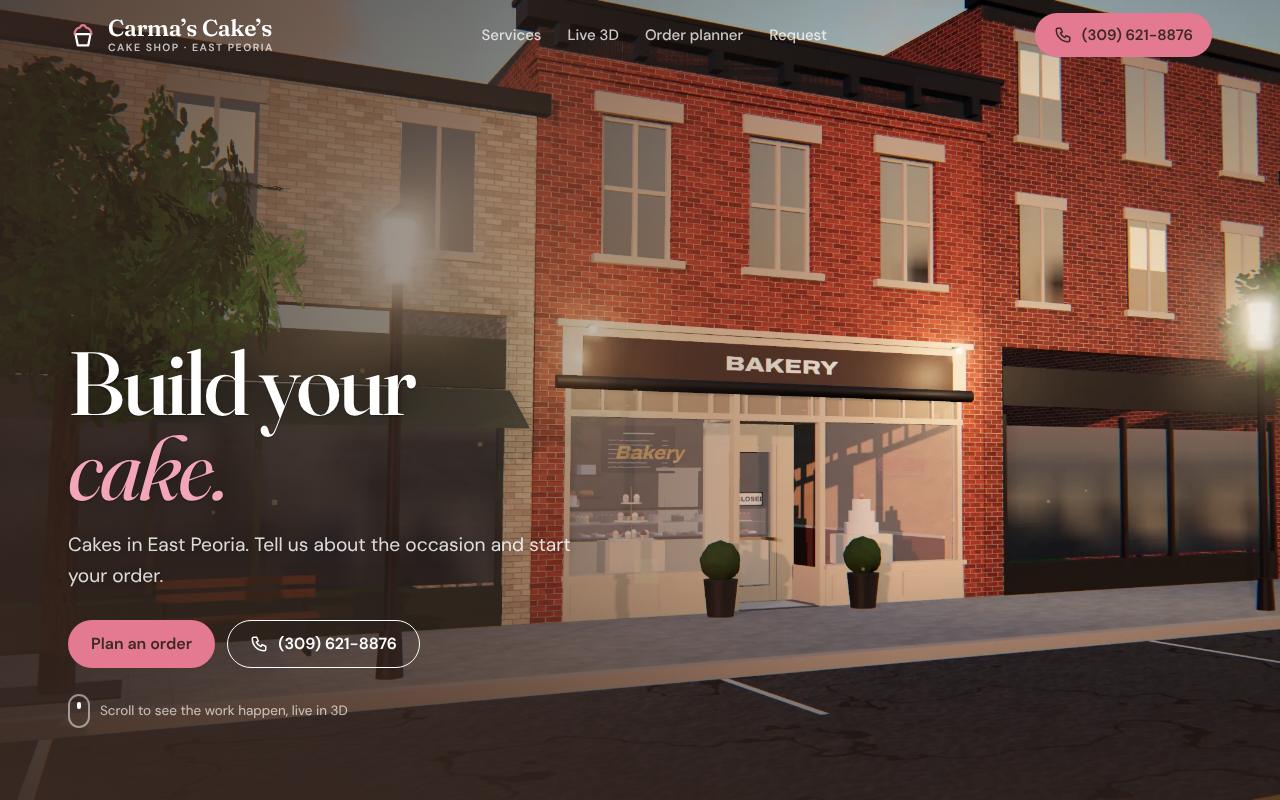 Carma's Cake's
CAKE SHOP · EAST PEORIA
Services
Live 3D
Order planner
Request
(309) 621-8876
BAKERY
Bakery
CLOSED
Build your
cake.
Cakes in East Peoria. Tell us about the occasion and start
your order.
Plan an order
(309) 621-8876
Scroll to see the work happen, live in 3D